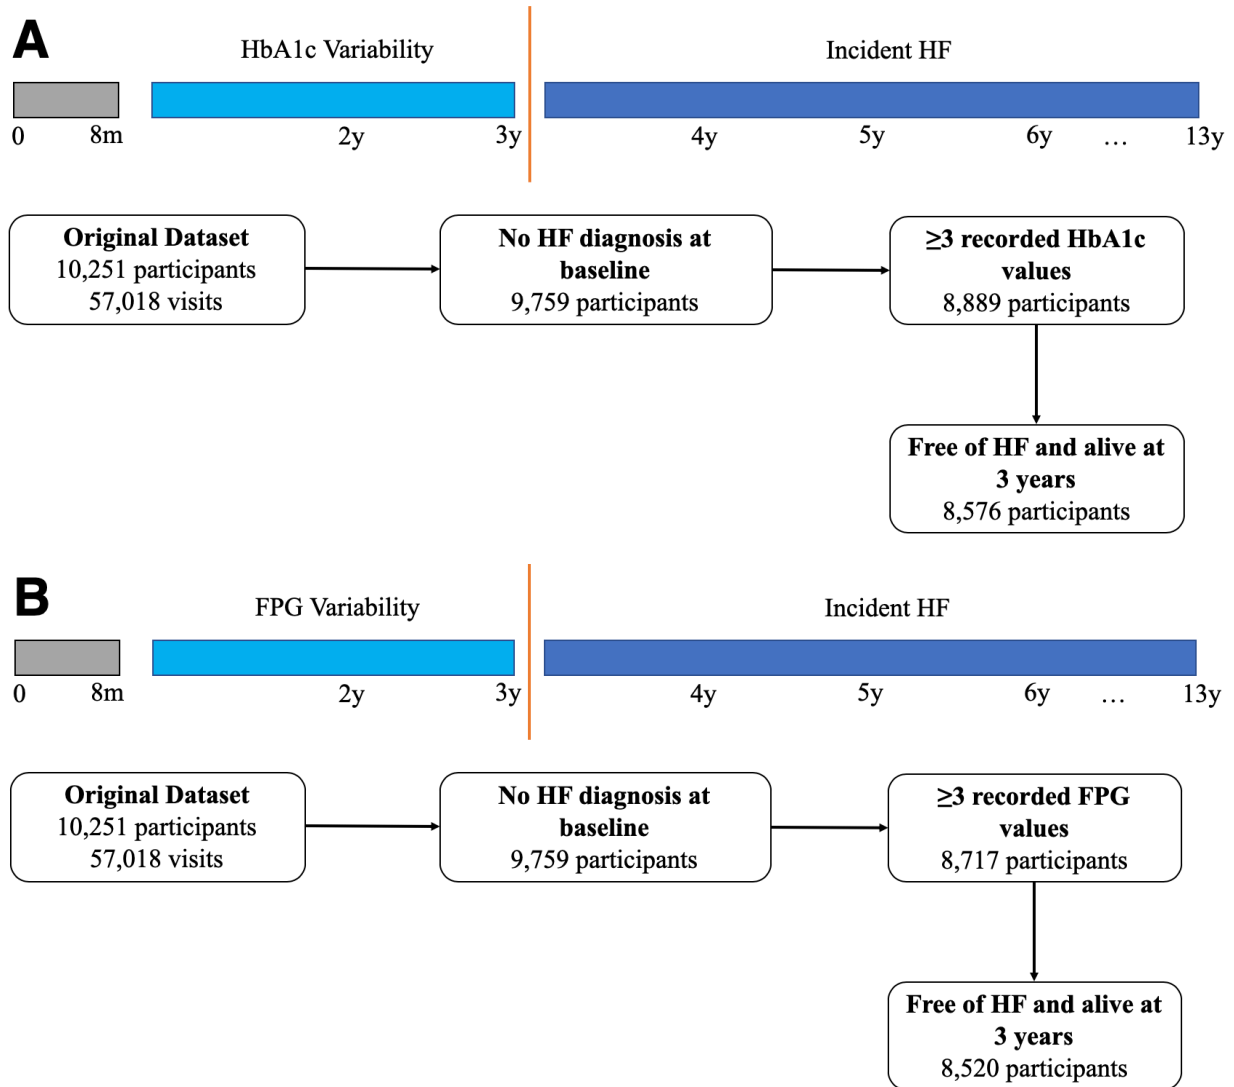 A
HbA1c Variability
Incident HF
0 8m 2y 3y 4y 5y 6y … 13y
Original Dataset
10,251 participants
57,018 visits
No HF diagnosis at
baseline
9,759 participants
≥3 recorded HbA1c
values
8,889 participants
Free of HF and alive at
3 years
8,576 participants
B
FPG Variability
Incident HF
0 8m 2y 3y 4y 5y 6y … 13y
Original Dataset
10,251 participants
57,018 visits
No HF diagnosis at
baseline
9,759 participants
≥3 recorded FPG
values
8,717 participants
Free of HF and alive at
3 years
8,520 participants